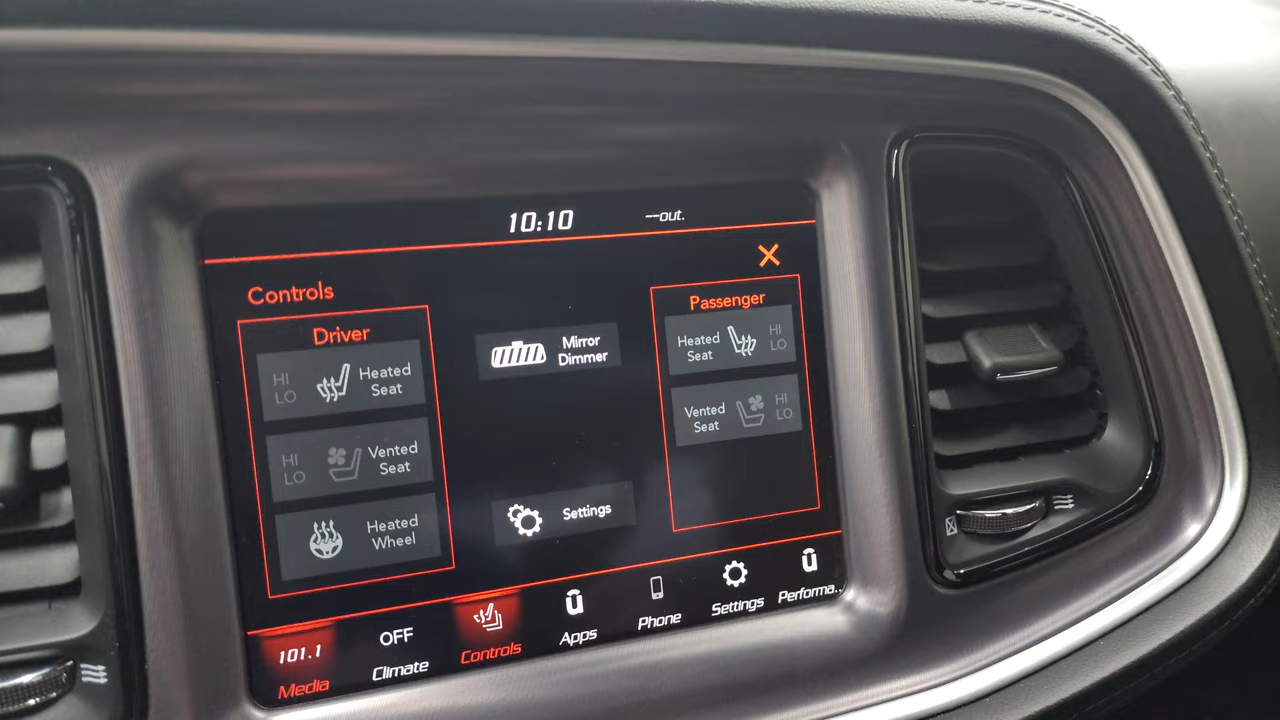 10:10
--out.
Controls
Driver
HI
LO
Heated
Seat
HI
LO
Vented
Seat
Heated
Wheel
Mirror
Dimmer
Settings
Passenger
Heated
Seat
HI
LO
Vented
Seat
HI
LO
101.1
Media
OFF
Climate
Controls
Apps
Phone
Settings
Performa..